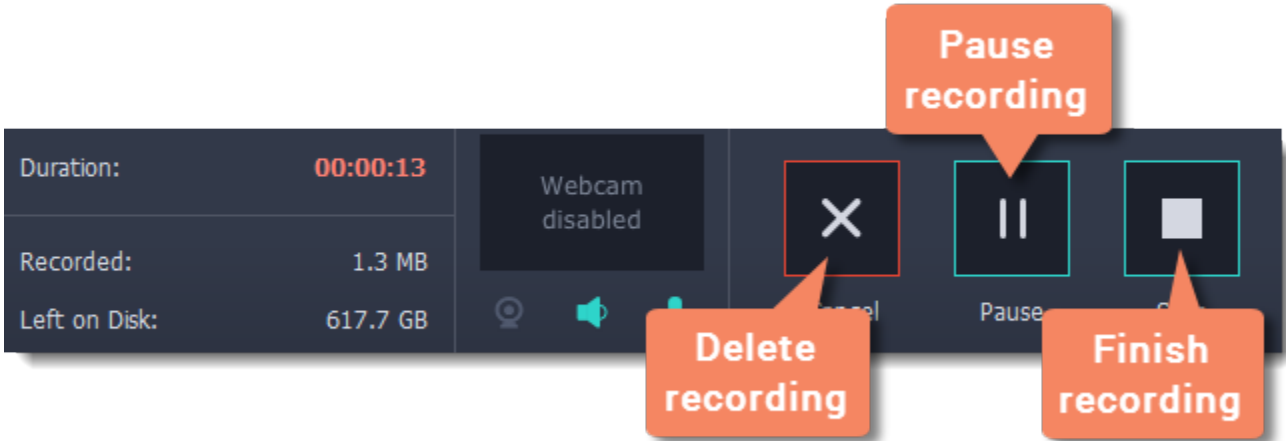 Pause
recording
Duration: 00:00:13
Webcam
disabled
Recorded: 1.3 MB
Left on Disk: 617.7 GB
Pause
Delete
recording
Finish
recording